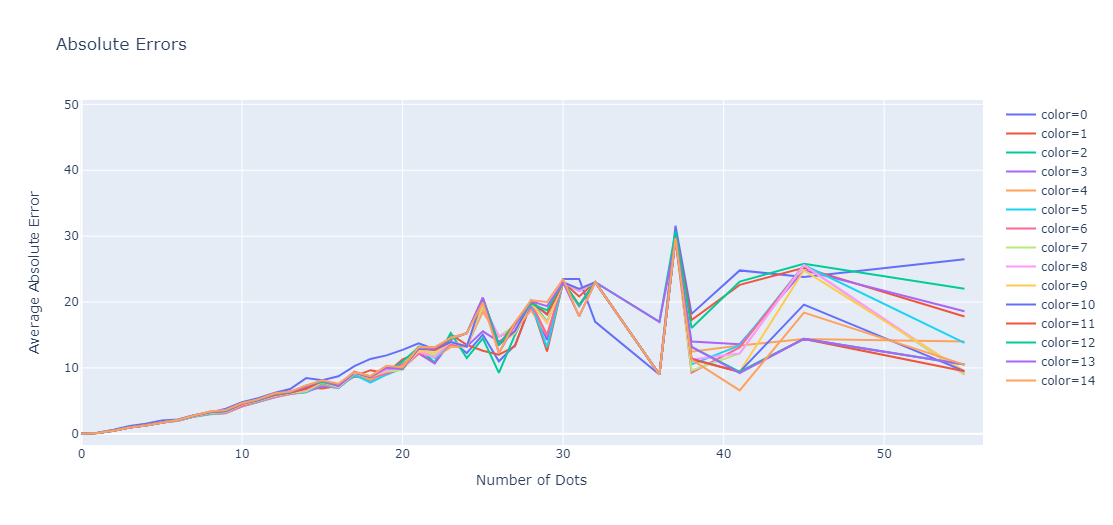 Absolute Errors
Average Absolute Error
50
40
30
20
10
0
0 10 20 30 40 50
Number of Dots
color=0
color=1
color=2
color=3
color=4
color=5
color=6
color=7
color=8
color=9
color=10
color=11
color=12
color=13
color=14